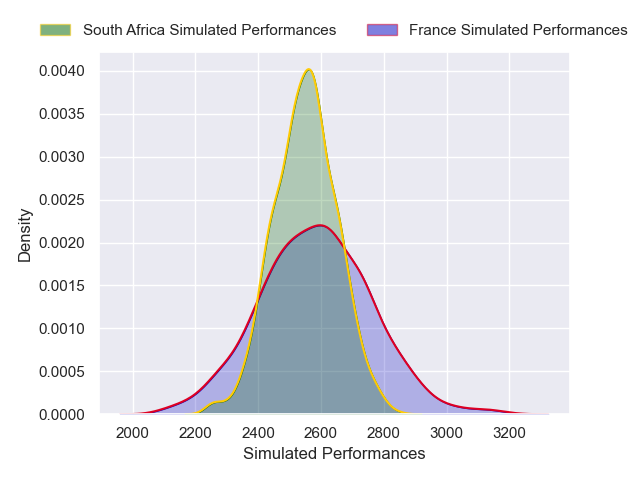 South Africa Simulated Performances France Simulated Performances
0.0040
0.0035
0.0030
0.0025
0.0020
0.0015
0.0010
0.0005
0.0000
Density
2000 2200 2400 2600 2800 3000 3200
Simulated Performances